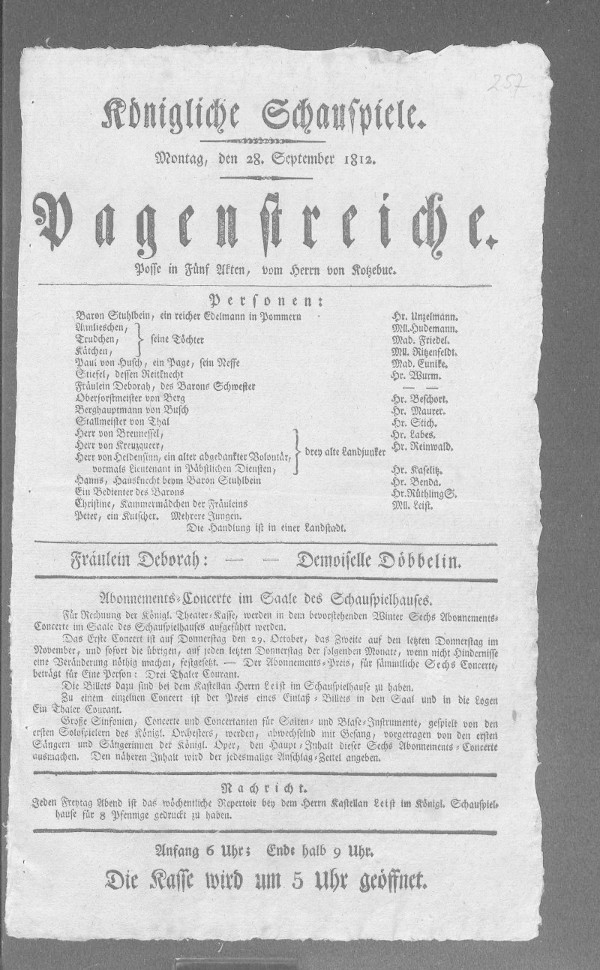 257
Königliche Schauspiele.
Montag, den 28. September 1812.
Pagenstreiche.
Posse in Fünf Akten, vom Herrn von Kotzebue.
Personen:
Baron Stuhlbein, ein reicher Edelmann in Pommern Hr. Unzelmann.
Mll. Hudemann.
Trudchen, Mad. Friedel.
seine Töchter
Kätchen, Mll. Ritzenfeldt.
Paul von Husch, ein Page, sein Neffe Mad. Eunike.
Stiefel, dessen Reitknecht Hr. Wurm.
Fräulein Deborah, des Barons Schwester — —
Oberforstmeister von Berg Hr. Beschort.
Berghauptmann von Busch Hr. Maurer.
Stallmeister von Thal Hr. Stich.
Herr von Brennessel, Hr. Labes.
Herr von Kreuzqueer, Hr. Reinwald.
drey alte Landjunker
Herr von Heldensinn, ein alter abgedankter Volontär,
vormals Lieutenant in Päbstlichen Diensten, Hr. Kaselitz.
Hanns, Hausknecht beym Baron Stuhlbein Hr. Benda.
Ein Bedienter des Barons Hr. Rüthling S.
Christine, Kammermädchen der Fräuleins Mll. Leist.
Peter, ein Kutscher. Mehrere Jungen.
Die Handlung ist in einer Landstadt.
Fräulein Deborah: — — Demoiselle Döbbelin.
Abonnements-Concerte im Saale des Schauspielhauses.
Für Rechnung der Königl. Theater-Kasse, werden in dem bevorstehenden Winter Sechs Abonnements-
Concerte im Saale des Schauspielhauses aufgeführt werden.
Das Erste Concert ist auf Donnerstag den 29. October, das Zweite auf den letzten Donnerstag im
November, und sofort die übrigen, auf jeden letzten Donnerstag der folgenden Monate, wenn nicht Hindernisse
eine Veränderung nöthig machen, festgesetzt. — Der Abonnements-Preis, für sämmtliche Sechs Concerte,
beträgt für Eine Person: Drei Thaler Courant.
Die Billets dazu sind bei dem Kastellan Herrn Leist im Schauspielhause zu haben.
Zu einem einzelnen Concert ist der Preis eines Einlaß-Billets in den Saal und in die Logen
Ein Thaler Courant.
Große Sinfonien, Concerte und Concertanten für Saiten- und Blase-Instrumente, gespielt von den
ersten Solospielern des Königl. Orchesters, werden, abwechselnd mit Gesang, vorgetragen von den ersten
Sängern und Sängerinnen der Königl. Oper, den Haupt-Inhalt dieser Sechs Abonnements-Concerte
ausmachen. Den näheren Inhalt wird der jedesmalige Anschlag-Zettel angeben.
Nachricht.
Jeden Freytag Abend ist das wöchentliche Repertoir bey dem Herrn Kastellan Leist im Königl. Schauspiel-
hause für 8 Pfennige gedruckt zu haben.
Anfang 6 Uhr; Ende halb 9 Uhr.
Die Kasse wird um 5 Uhr geöffnet.